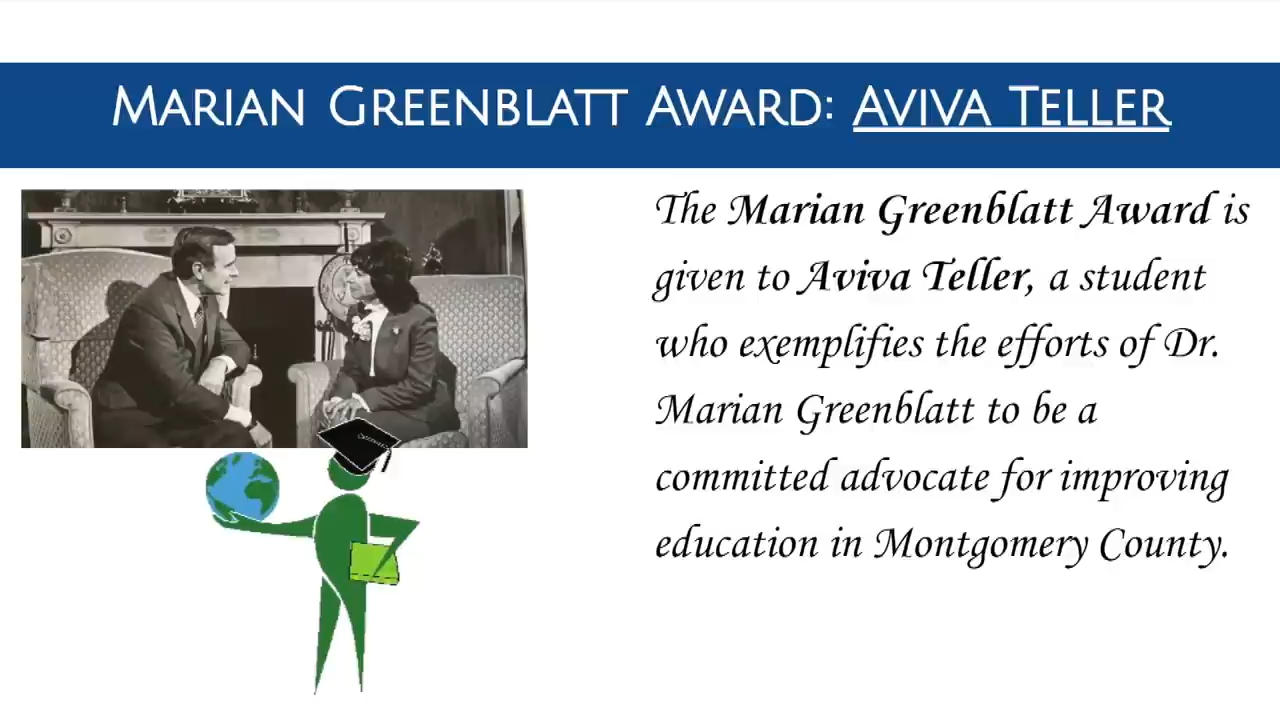 Marian Greenblatt Award: Aviva Teller
The Marian Greenblatt Award is
given to Aviva Teller, a student
who exemplifies the efforts of Dr.
Marian Greenblatt to be a
committed advocate for improving
education in Montgomery County.